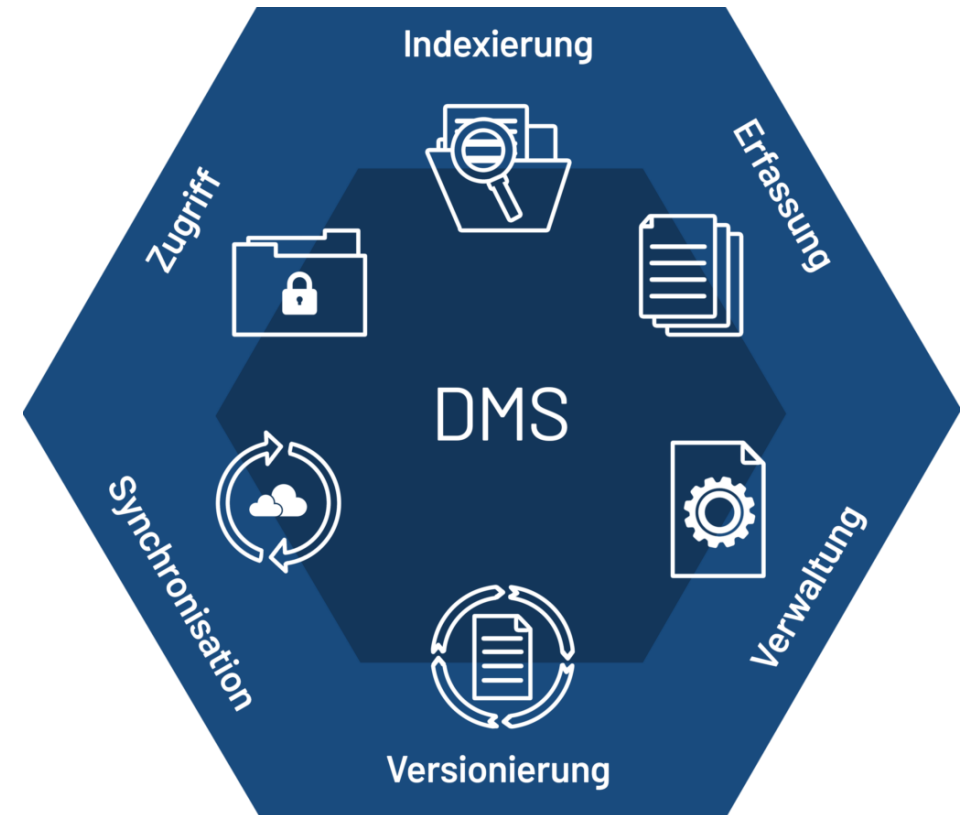 Indexierung
Erfassung
Zugriff
DMS
Synchronisation
Verwaltung
Versionierung